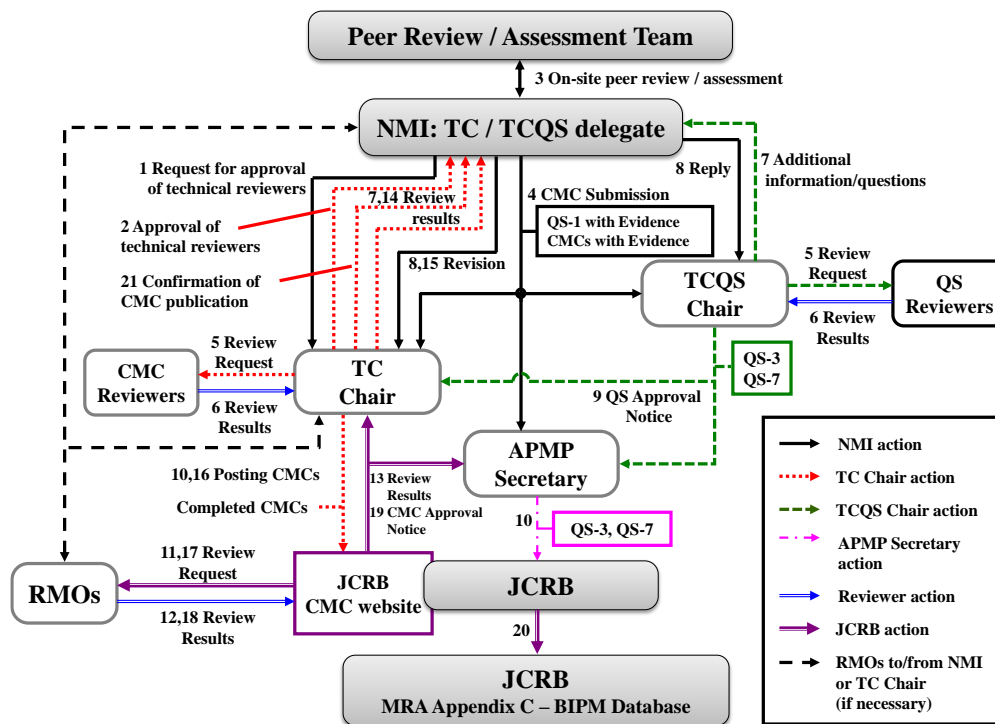 Peer Review / Assessment Team
3 On-site peer review / assessment
NMI: TC / TCQS delegate
1 Request for approval
of technical reviewers
7,14 Review
results
2 Approval of
technical reviewers
21 Confirmation of
CMC publication
8,15 Revision
4 CMC Submission
QS-1 with Evidence
CMCs with Evidence
8 Reply
7 Additional
information/questions
TCQS
Chair
5 Review
Request
6 Review
Results
QS
Reviewers
QS-3
QS-7
CMC
Reviewers
5 Review
Request
6 Review
Results
TC
Chair
9 QS Approval
Notice
APMP
Secretary
10,16 Posting CMCs
Completed CMCs
13 Review
Results
19 CMC Approval
Notice
10
QS-3, QS-7
RMOs
11,17 Review
Request
12,18 Review
Results
JCRB
CMC website
JCRB
20
JCRB
MRA Appendix C – BIPM Database
NMI action
TC Chair action
TCQS Chair action
APMP Secretary
action
Reviewer action
JCRB action
RMOs to/from NMI
or TC Chair
(if necessary)